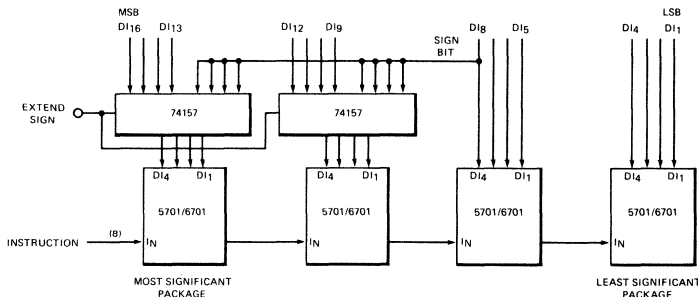 MSB
DI16 DI13
DI12 DI9
SIGN
BIT
DI8 DI5
LSB
DI4 DI1
EXTEND
SIGN
74157
74157
DI4 DI1
DI4 DI1
DI4 DI1
DI4 DI1
5701/6701
5701/6701
5701/6701
5701/6701
INSTRUCTION
(8)
IN
IN
IN
IN
MOST SIGNIFICANT
PACKAGE
LEAST SIGNIFICANT
PACKAGE